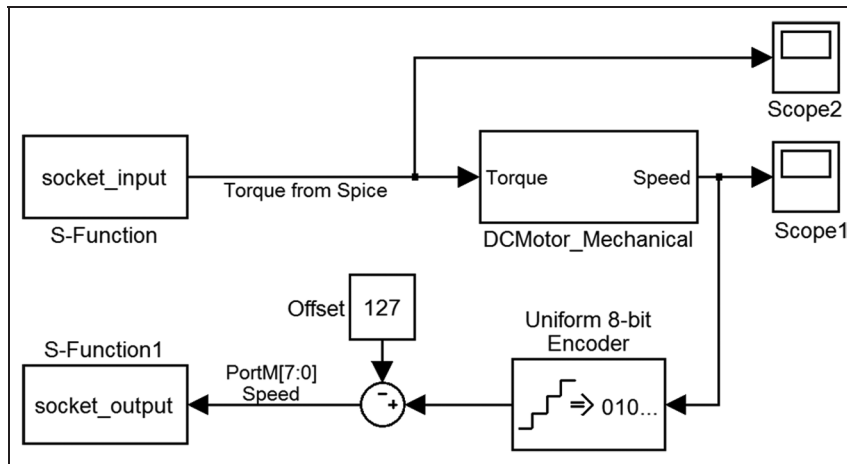 Scope2
socket_input
Torque from Spice
S-Function
Torque Speed
DCMotor_Mechanical
Scope1
Offset 127
Uniform 8-bit
Encoder
010...
S-Function1
socket_output
PortM[7:0]
Speed
- +